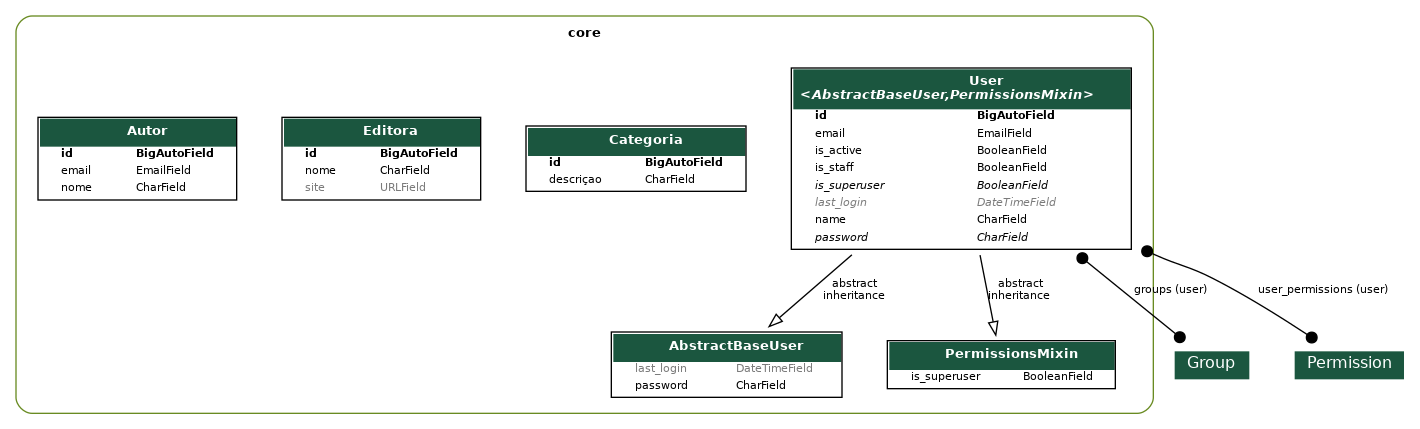 core
Autor
id BigAutoField
email EmailField
nome CharField
Editora
id BigAutoField
nome CharField
site URLField
Categoria
id BigAutoField
descriçao CharField
User
<AbstractBaseUser,PermissionsMixin>
id BigAutoField
email EmailField
is_active BooleanField
is_staff BooleanField
is_superuser BooleanField
last_login DateTimeField
name CharField
password CharField
abstract
inheritance
abstract
inheritance
groups (user)
user_permissions (user)
AbstractBaseUser
last_login DateTimeField
password CharField
PermissionsMixin
is_superuser BooleanField
Group
Permission